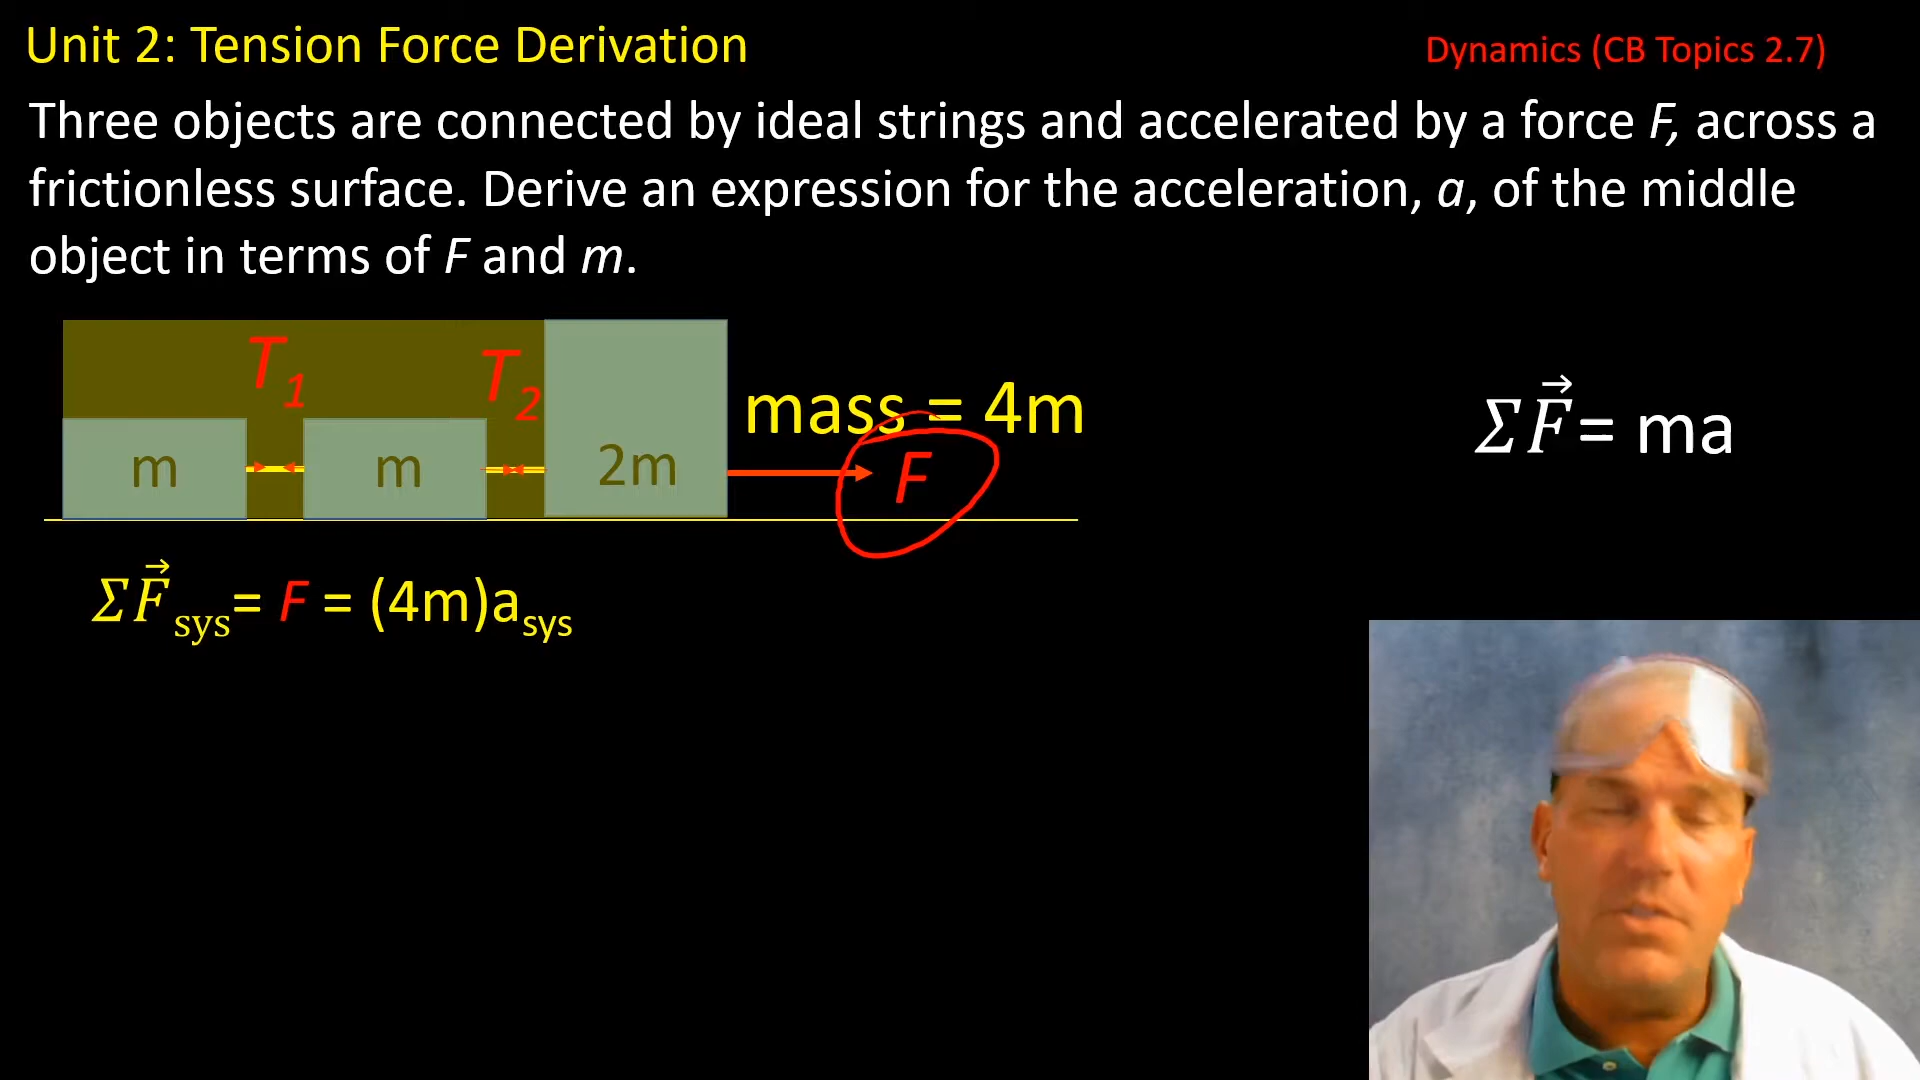 Unit 2: Tension Force Derivation
Dynamics (CB Topics 2.7)
Three objects are connected by ideal strings and accelerated by a force F, across a
frictionless surface. Derive an expression for the acceleration, a, of the middle
object in terms of F and m.
T₁
T₂
mass = 4m
m
m
2m
F
ΣF⃗ = ma
ΣF⃗sys = F = (4m)asys